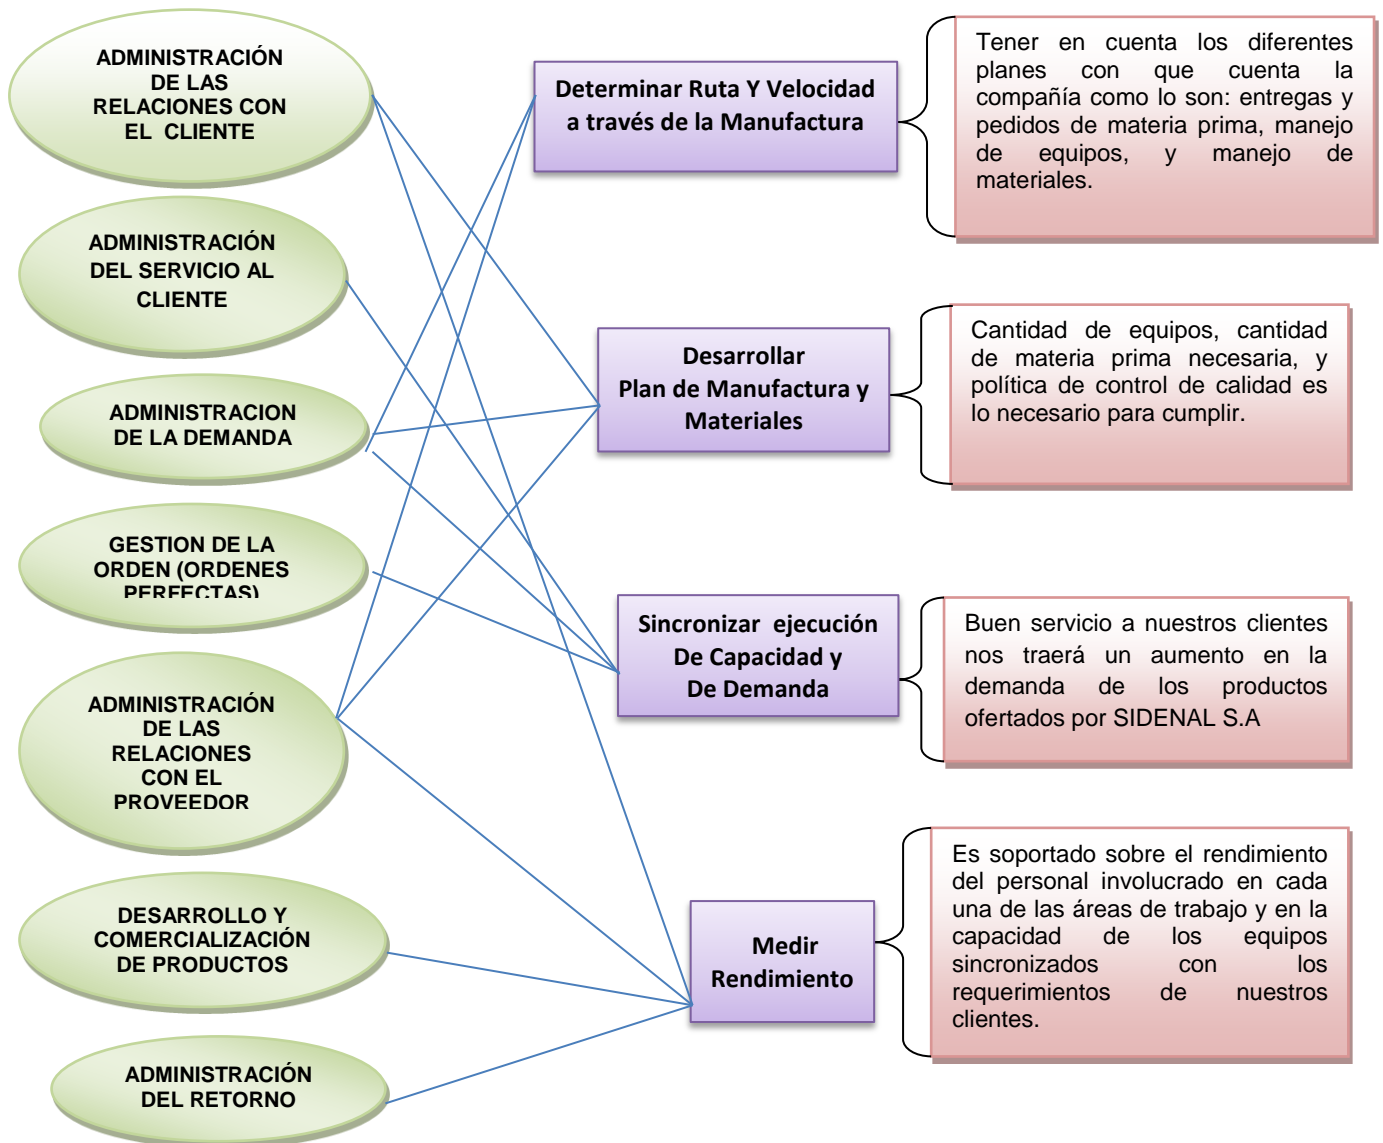 ADMINISTRACIÓN
DE LAS
RELACIONES CON
EL CLIENTE
ADMINISTRACIÓN
DEL SERVICIO AL
CLIENTE
ADMINISTRACION
DE LA DEMANDA
GESTION DE LA
ORDEN (ORDENES
PERFECTAS)
ADMINISTRACIÓN
DE LAS
RELACIONES
CON EL
PROVEEDOR
DESARROLLO Y
COMERCIALIZACIÓN
DE PRODUCTOS
ADMINISTRACIÓN
DEL RETORNO
Determinar Ruta Y Velocidad
a través de la Manufactura
Desarrollar
Plan de Manufactura y
Materiales
Sincronizar ejecución
De Capacidad y
De Demanda
Medir
Rendimiento
Tener en cuenta los diferentes
planes con que cuenta la
compañía como lo son: entregas y
pedidos de materia prima, manejo
de equipos, y manejo de
materiales.
Cantidad de equipos, cantidad
de materia prima necesaria, y
política de control de calidad es
lo necesario para cumplir.
Buen servicio a nuestros clientes
nos traerá un aumento en la
demanda de los productos
ofertados por SIDENAL S.A
Es soportado sobre el rendimiento
del personal involucrado en cada
una de las áreas de trabajo y en la
capacidad de los equipos
sincronizados con los
requerimientos de nuestros
clientes.